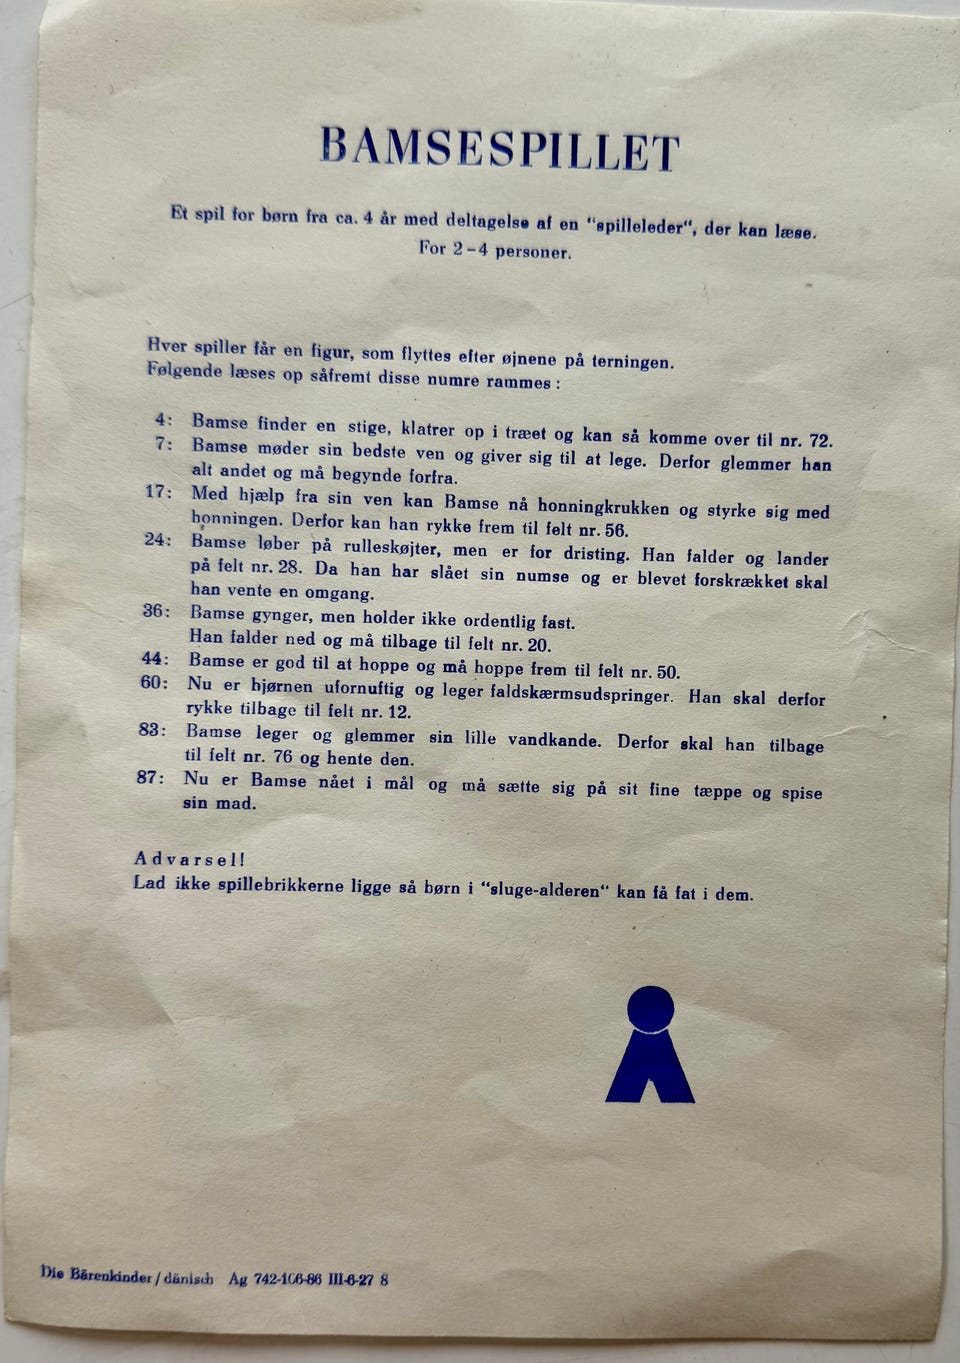 BAMSESPILLET
Et spil for børn fra ca. 4 år med deltagelse af en "spilleleder", der kan læse.
For 2-4 personer.
Hver spiller får en figur, som flyttes efter øjnene på terningen.
Følgende læses op såfremt disse numre rammes :
4: Bamse finder en stige, klatrer op i træet og kan så komme over til nr. 72.
7: Bamse møder sin bedste ven og giver sig til at lege. Derfor glemmer han
alt andet og må begynde forfra.
17: Med hjælp fra sin ven kan Bamse nå honningkrukken og styrke sig med
honningen. Derfor kan han rykke frem til felt nr. 56.
24: Bamse løber på rulleskøjter, men er for dristing. Han falder og lander
på felt nr. 28. Da han har slået sin numse og er blevet forskrækket skal
han vente en omgang.
36: Bamse gynger, men holder ikke ordentlig fast.
Han falder ned og må tilbage til felt nr. 20.
44: Bamse er god til at hoppe og må hoppe frem til felt nr. 50.
60: Nu er bjørnen ufornuftig og leger faldskærmsudspringer. Han skal derfor
rykke tilbage til felt nr. 12.
83: Bamse leger og glemmer sin lille vandkande. Derfor skal han tilbage
til felt nr. 76 og hente den.
87: Nu er Bamse nået i mål og må sætte sig på sit fine tæppe og spise
sin mad.
Advarsel!
Lad ikke spillebrikkerne ligge så børn i "sluge-alderen" kan få fat i dem.
Die Bärenkinder / dänisch Ag 742-106-86 III-6-27 8